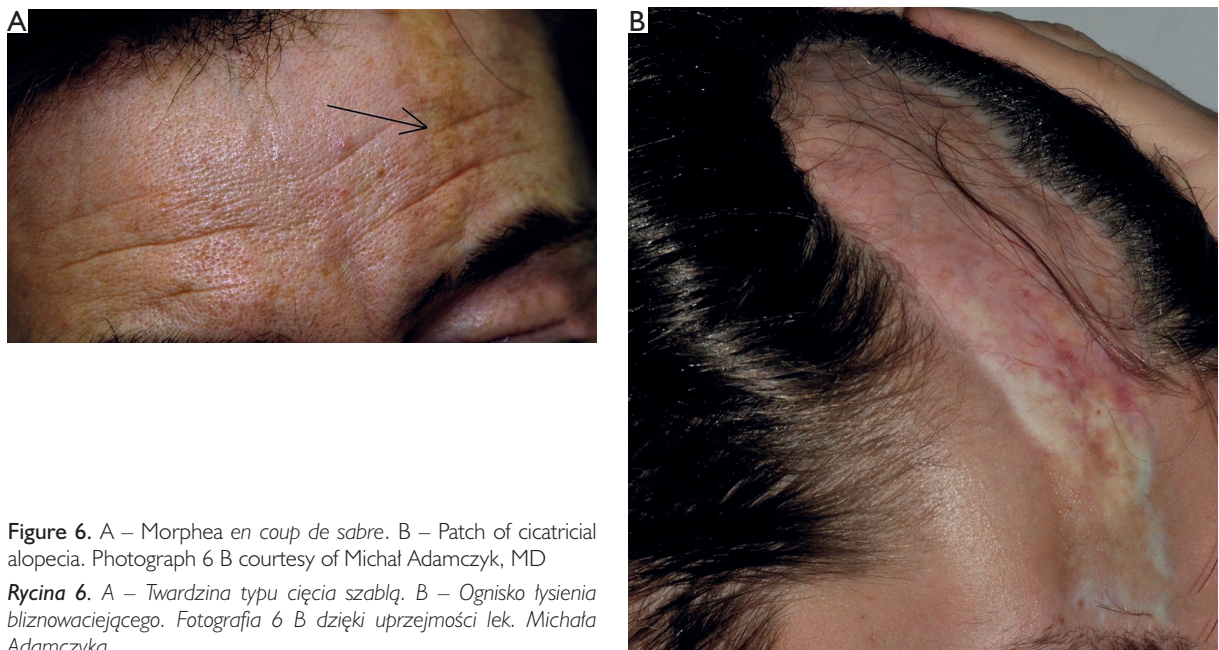 A
B
Figure 6. A – Morphea en coup de sabre. B – Patch of cicatricial
alopecia. Photograph 6 B courtesy of Michał Adamczyk, MD
Rycina 6. A – Twardzina typu cięcia szablą. B – Ognisko łysienia
bliznowaciejącego. Fotografia 6 B dzięki uprzejmości lek. Michała
Adamczyka